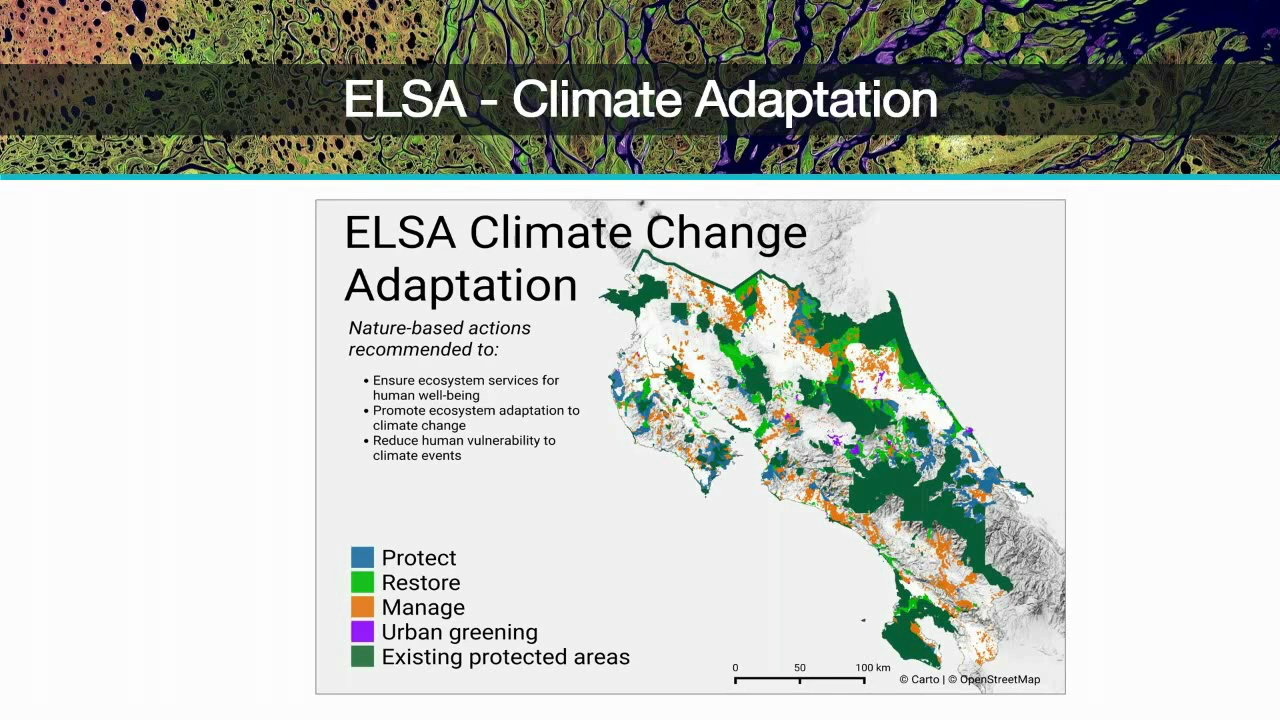 ELSA - Climate Adaptation
ELSA Climate Change
Adaptation
Nature-based actions
recommended to:
• Ensure ecosystem services for
human well-being
• Promote ecosystem adaptation to
climate change
• Reduce human vulnerability to
climate events
Protect
Restore
Manage
Urban greening
Existing protected areas
0 50 100 km
© Carto | © OpenStreetMap